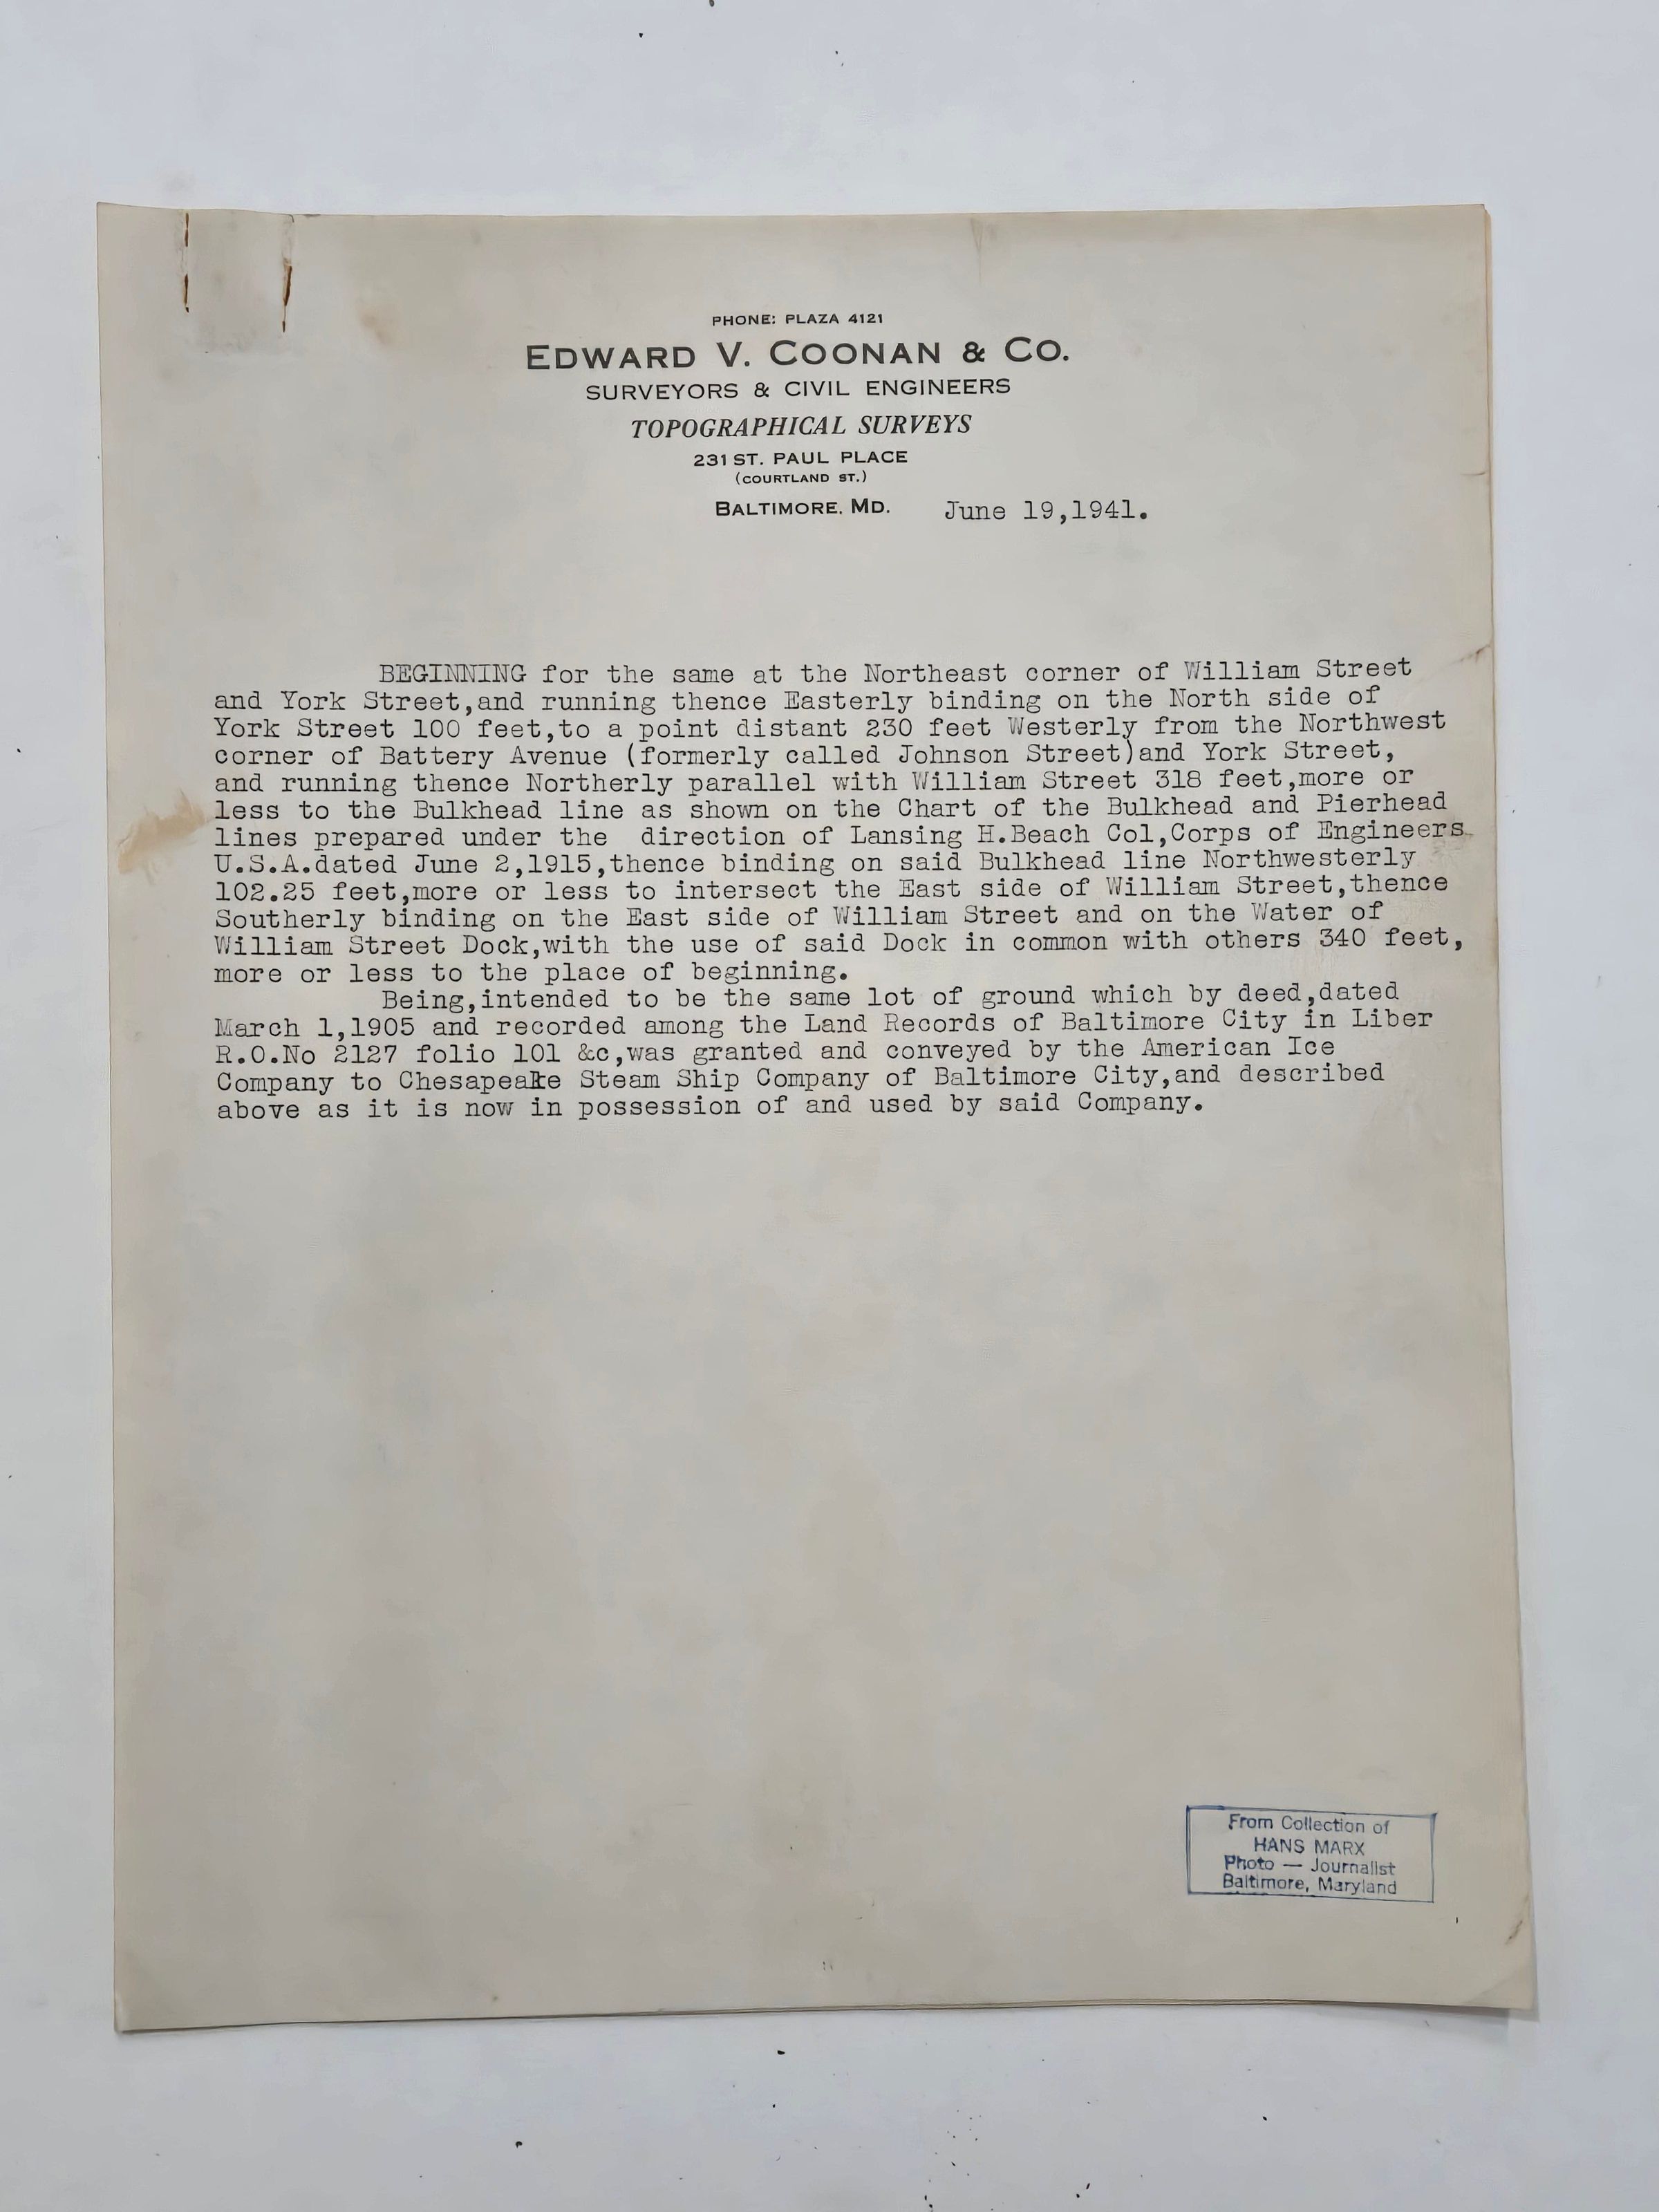 PHONE: PLAZA 4121
EDWARD V. COONAN & CO.
SURVEYORS & CIVIL ENGINEERS
TOPOGRAPHICAL SURVEYS
231 ST. PAUL PLACE
(COURTLAND ST.)
BALTIMORE, MD. June 19,1941.
BEGINNING for the same at the Northeast corner of William Street
and York Street,and running thence Easterly binding on the North side of
York Street 100 feet,to a point distant 230 feet Westerly from the Northwest
corner of Battery Avenue (formerly called Johnson Street)and York Street,
and running thence Northerly parallel with William Street 318 feet,more or
less to the Bulkhead line as shown on the Chart of the Bulkhead and Pierhead
lines prepared under the direction of Lansing H.Beach Col,Corps of Engineers
U.S.A.dated June 2,1915,thence binding on said Bulkhead line Northwesterly
102.25 feet,more or less to intersect the East side of William Street,thence
Southerly binding on the East side of William Street and on the Water of
William Street Dock,with the use of said Dock in common with others 340 feet,
more or less to the place of beginning.
Being,intended to be the same lot of ground which by deed,dated
March 1,1905 and recorded among the Land Records of Baltimore City in Liber
R.O.No 2127 folio 101 &c,was granted and conveyed by the American Ice
Company to Chesapeake Steam Ship Company of Baltimore City,and described
above as it is now in possession of and used by said Company.
From Collection of
HANS MARX
Photo — Journalist
Baltimore, Maryland